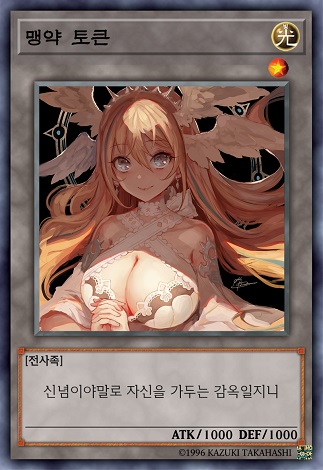 맹약 토큰
光
[전사족]
신념이야말로 자신을 가두는 감옥일지니
ATK/1000 DEF/1000
©1996 KAZUKI TAKAHASHI